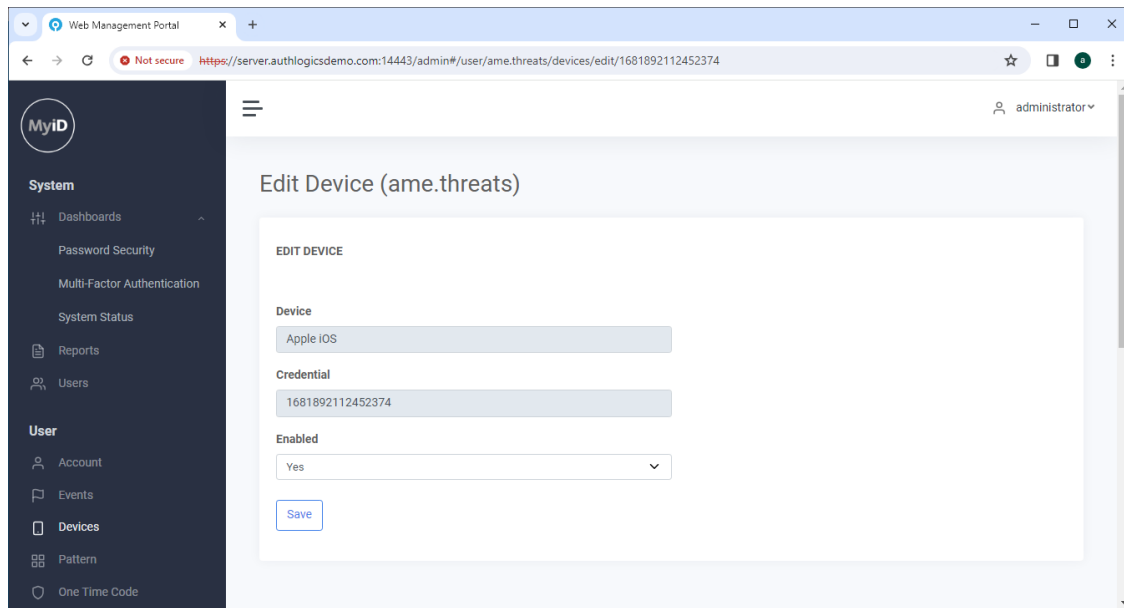 Web Management Portal
Not secure https://server.authlogicsdemo.com:14443/admin#/user/ame.threats/devices/edit/1681892112452374
a
MyiD
administrator
System
Dashboards
Password Security
Multi-Factor Authentication
System Status
Reports
Users
User
Account
Events
Devices
Pattern
One Time Code
Edit Device (ame.threats)
EDIT DEVICE
Device
Apple iOS
Credential
1681892112452374
Enabled
Yes
Save